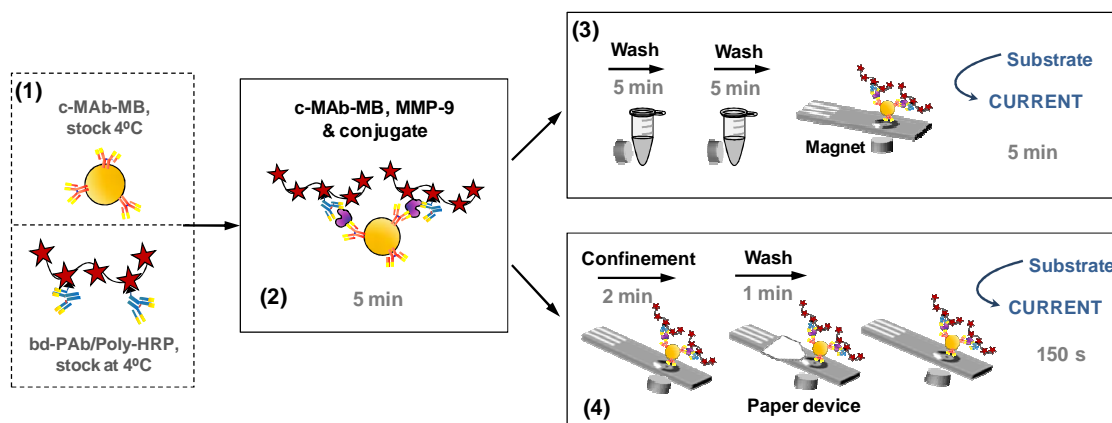 (1)
c-MAb-MB,
stock 4ºC
bd-PAb/Poly-HRP,
stock at 4ºC
c-MAb-MB, MMP-9
& conjugate
(2)
5 min
(3)
Wash
5 min
Wash
5 min
Magnet
Substrate
CURRENT
5 min
Confinement
2 min
Wash
1 min
Substrate
CURRENT
150 s
(4)
Paper device